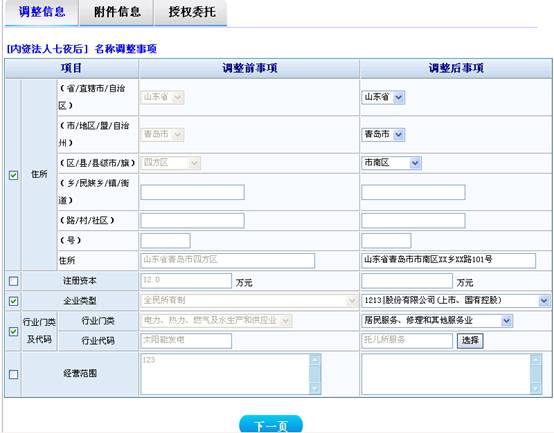 调整信息 附件信息 授权委托
[内资法人七夜后] 名称调整事项
项目 调整前事项 调整后事项
(省/直辖市/自治区) 山东省 山东省
(市/地区/盟/自治州) 青岛市 青岛市
住所 (区/县/县级市/旗) 四方区 市南区
(乡/民族乡/镇/街道)
(路/村/社区)
(号)
住所 山东省青岛市四方区 山东省青岛市市南区XX乡XX路101号
注册资本 12.0 万元 万元
企业类型 全民所有制 1213|股份有限公司(上市、国有控股)
行业门类及代码 行业门类 电力、热力、燃气及水生产和供应业 居民服务、修理和其他服务业
行业代码 太阳能发电 托儿所服务 选择
经营范围 123
下一页